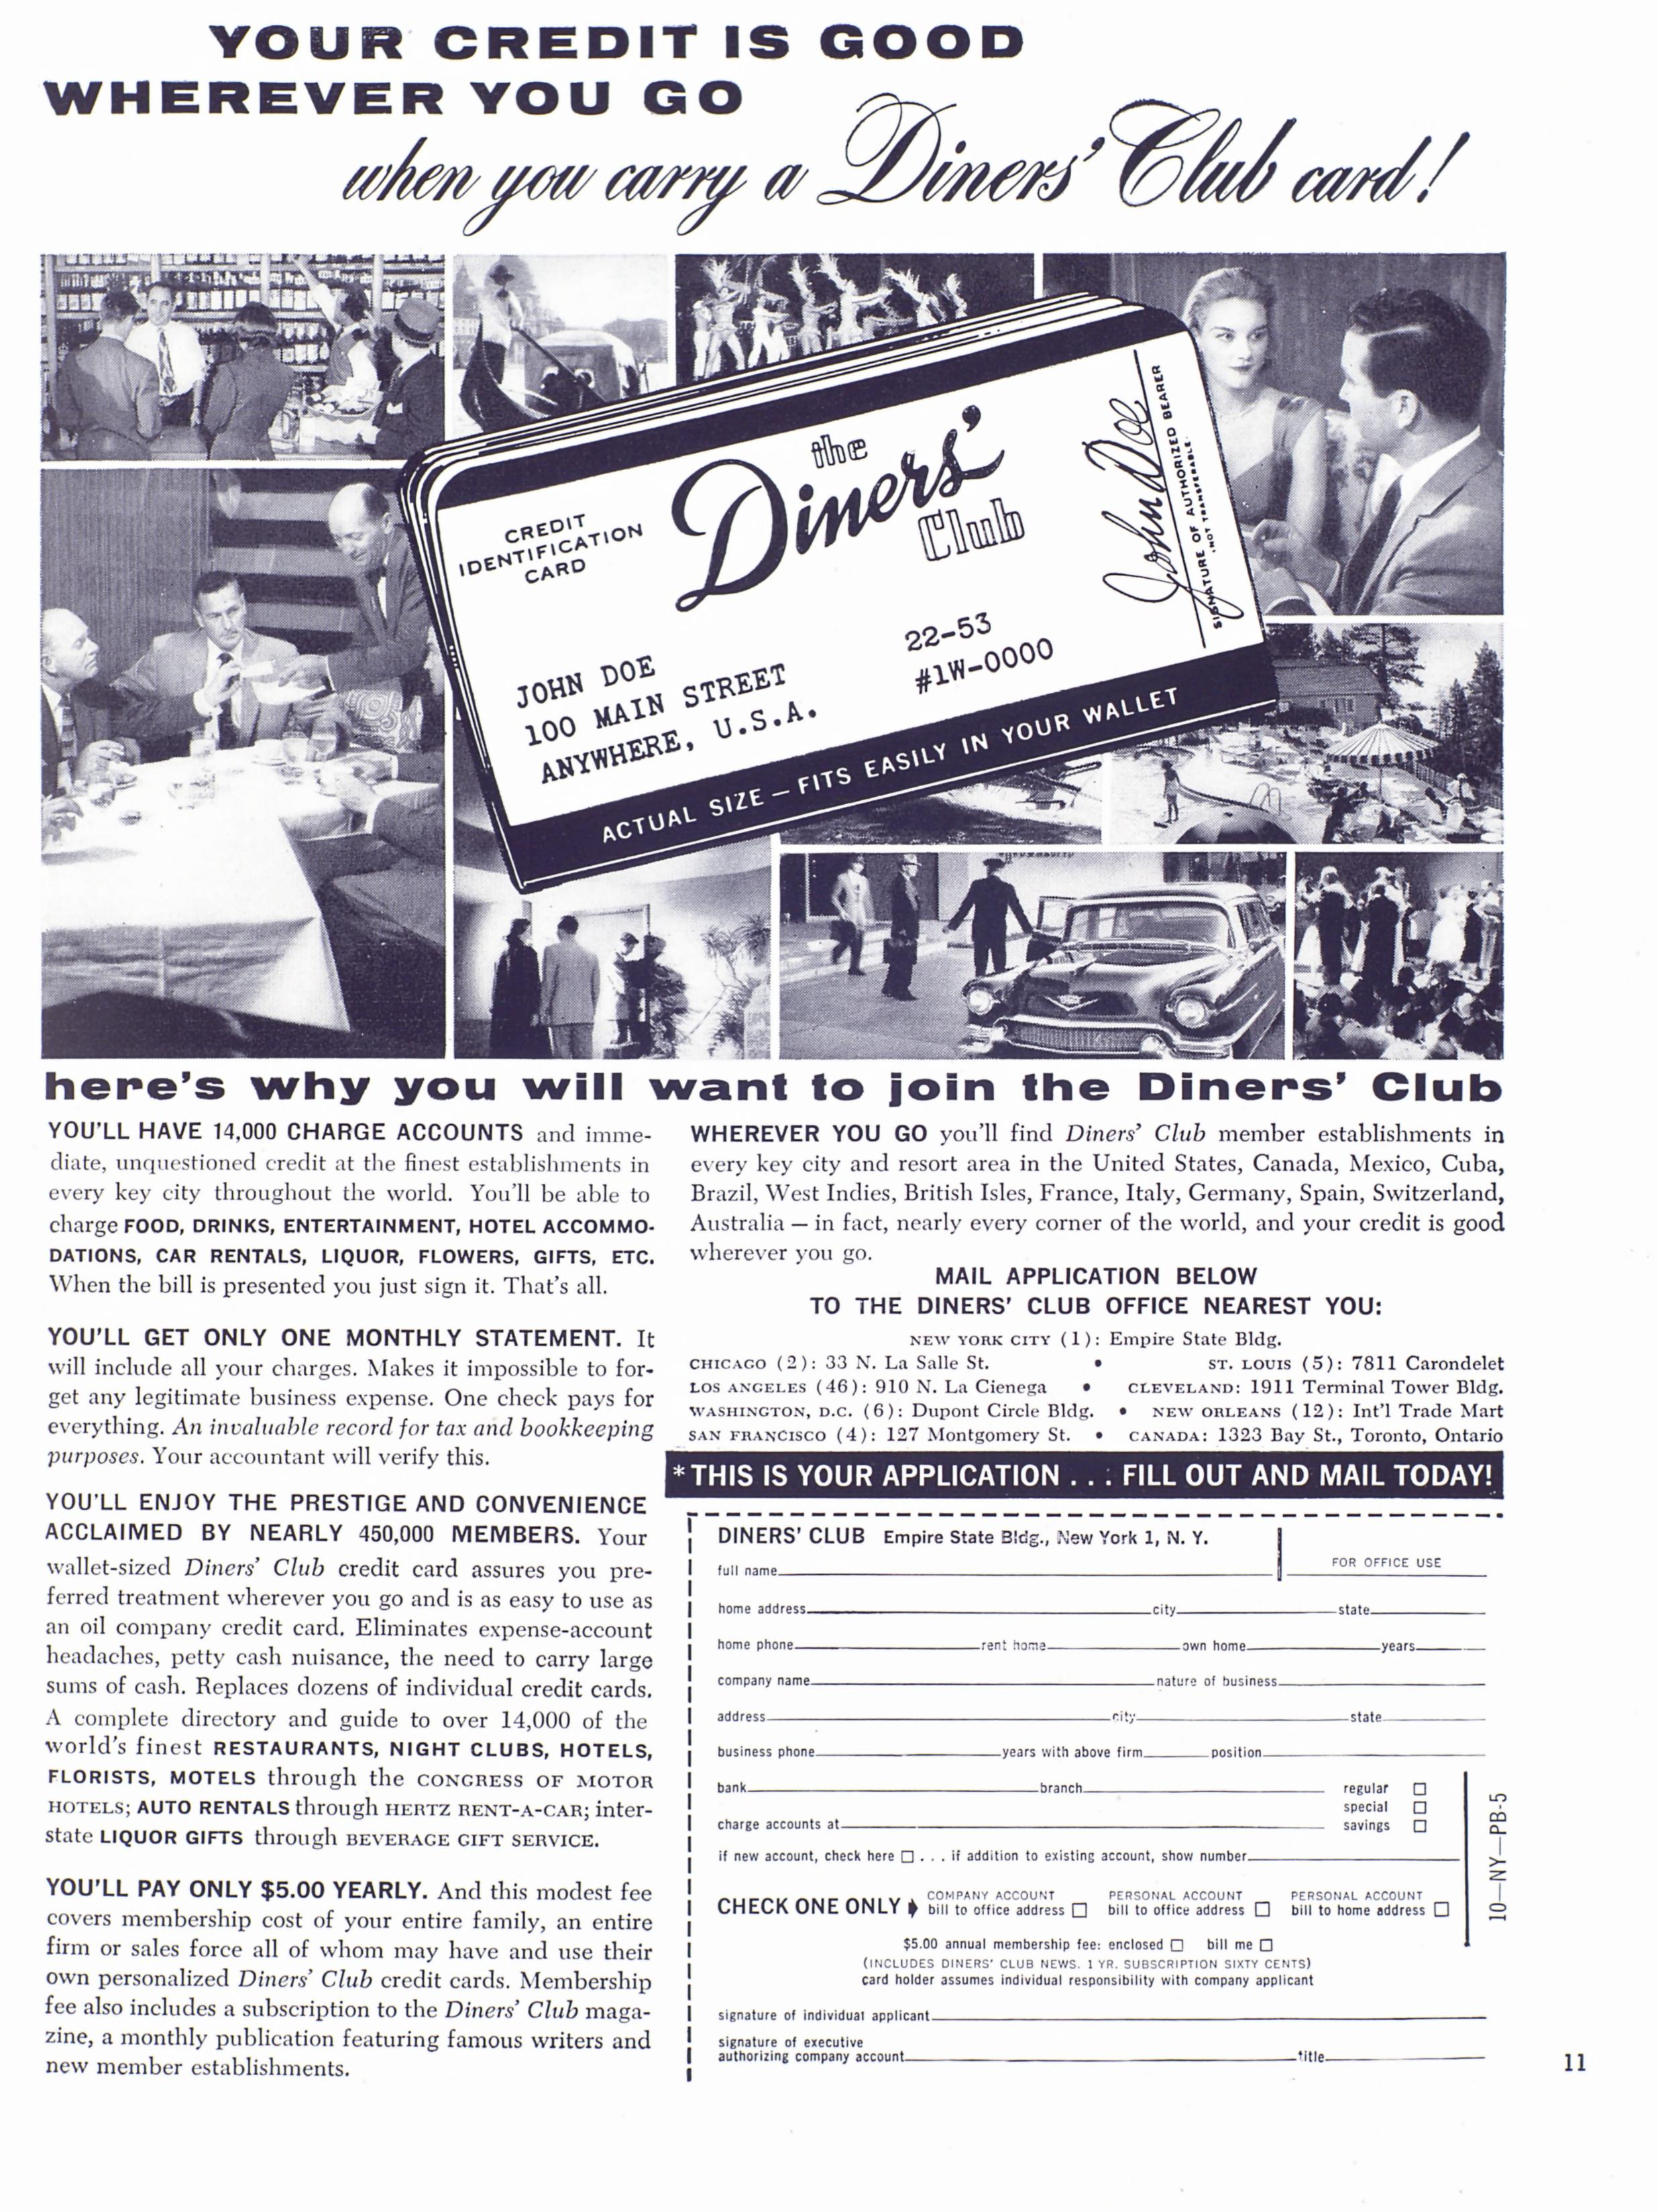 YOUR CREDIT IS GOOD
WHEREVER YOU GO
when you carry a Diners' Club card!
CREDIT
IDENTIFICATION
CARD
the
Diners'
Club
JOHN DOE
100 MAIN STREET
ANYWHERE, U.S.A.
22-53
#1W-0000
John Doe
SIGNATURE OF AUTHORIZED BEARER
NOT TRANSFERABLE
ACTUAL SIZE — FITS EASILY IN YOUR WALLET
here's why you will want to join the Diners' Club
YOU'LL HAVE 14,000 CHARGE ACCOUNTS and imme-
diate, unquestioned credit at the finest establishments in
every key city throughout the world. You'll be able to
charge FOOD, DRINKS, ENTERTAINMENT, HOTEL ACCOMMO-
DATIONS, CAR RENTALS, LIQUOR, FLOWERS, GIFTS, ETC.
When the bill is presented you just sign it. That's all.
YOU'LL GET ONLY ONE MONTHLY STATEMENT. It
will include all your charges. Makes it impossible to for-
get any legitimate business expense. One check pays for
everything. An invaluable record for tax and bookkeeping
purposes. Your accountant will verify this.
YOU'LL ENJOY THE PRESTIGE AND CONVENIENCE
ACCLAIMED BY NEARLY 450,000 MEMBERS. Your
wallet-sized Diners' Club credit card assures you pre-
ferred treatment wherever you go and is as easy to use as
an oil company credit card. Eliminates expense-account
headaches, petty cash nuisance, the need to carry large
sums of cash. Replaces dozens of individual credit cards.
A complete directory and guide to over 14,000 of the
world's finest RESTAURANTS, NIGHT CLUBS, HOTELS,
FLORISTS, MOTELS through the CONGRESS OF MOTOR
HOTELS; AUTO RENTALS through HERTZ RENT-A-CAR; inter-
state LIQUOR GIFTS through BEVERAGE GIFT SERVICE.
YOU'LL PAY ONLY $5.00 YEARLY. And this modest fee
covers membership cost of your entire family, an entire
firm or sales force all of whom may have and use their
own personalized Diners' Club credit cards. Membership
fee also includes a subscription to the Diners' Club maga-
zine, a monthly publication featuring famous writers and
new member establishments.
WHEREVER YOU GO you'll find Diners' Club member establishments in
every key city and resort area in the United States, Canada, Mexico, Cuba,
Brazil, West Indies, British Isles, France, Italy, Germany, Spain, Switzerland,
Australia — in fact, nearly every corner of the world, and your credit is good
wherever you go.
MAIL APPLICATION BELOW
TO THE DINERS' CLUB OFFICE NEAREST YOU:
NEW YORK CITY (1): Empire State Bldg.
CHICAGO (2): 33 N. La Salle St. • ST. LOUIS (5): 7811 Carondelet
LOS ANGELES (46): 910 N. La Cienega • CLEVELAND: 1911 Terminal Tower Bldg.
WASHINGTON, D.C. (6): Dupont Circle Bldg. • NEW ORLEANS (12): Int'l Trade Mart
SAN FRANCISCO (4): 127 Montgomery St. • CANADA: 1323 Bay St., Toronto, Ontario
*THIS IS YOUR APPLICATION . . . FILL OUT AND MAIL TODAY!
DINERS' CLUB Empire State Bldg., New York 1, N. Y.
FOR OFFICE USE
full name
home address city state
home phone rent home own home years
company name nature of business
address city state
business phone years with above firm position
bank branch regular
special
charge accounts at savings
if new account, check here . . . if addition to existing account, show number
CHECK ONE ONLY
COMPANY ACCOUNT
bill to office address
PERSONAL ACCOUNT
bill to office address
PERSONAL ACCOUNT
bill to home address
$5.00 annual membership fee: enclosed bill me
(INCLUDES DINERS' CLUB NEWS. 1 YR. SUBSCRIPTION SIXTY CENTS)
card holder assumes individual responsibility with company applicant
signature of individual applicant
signature of executive
authorizing company account title
10—NY—PB-5
11